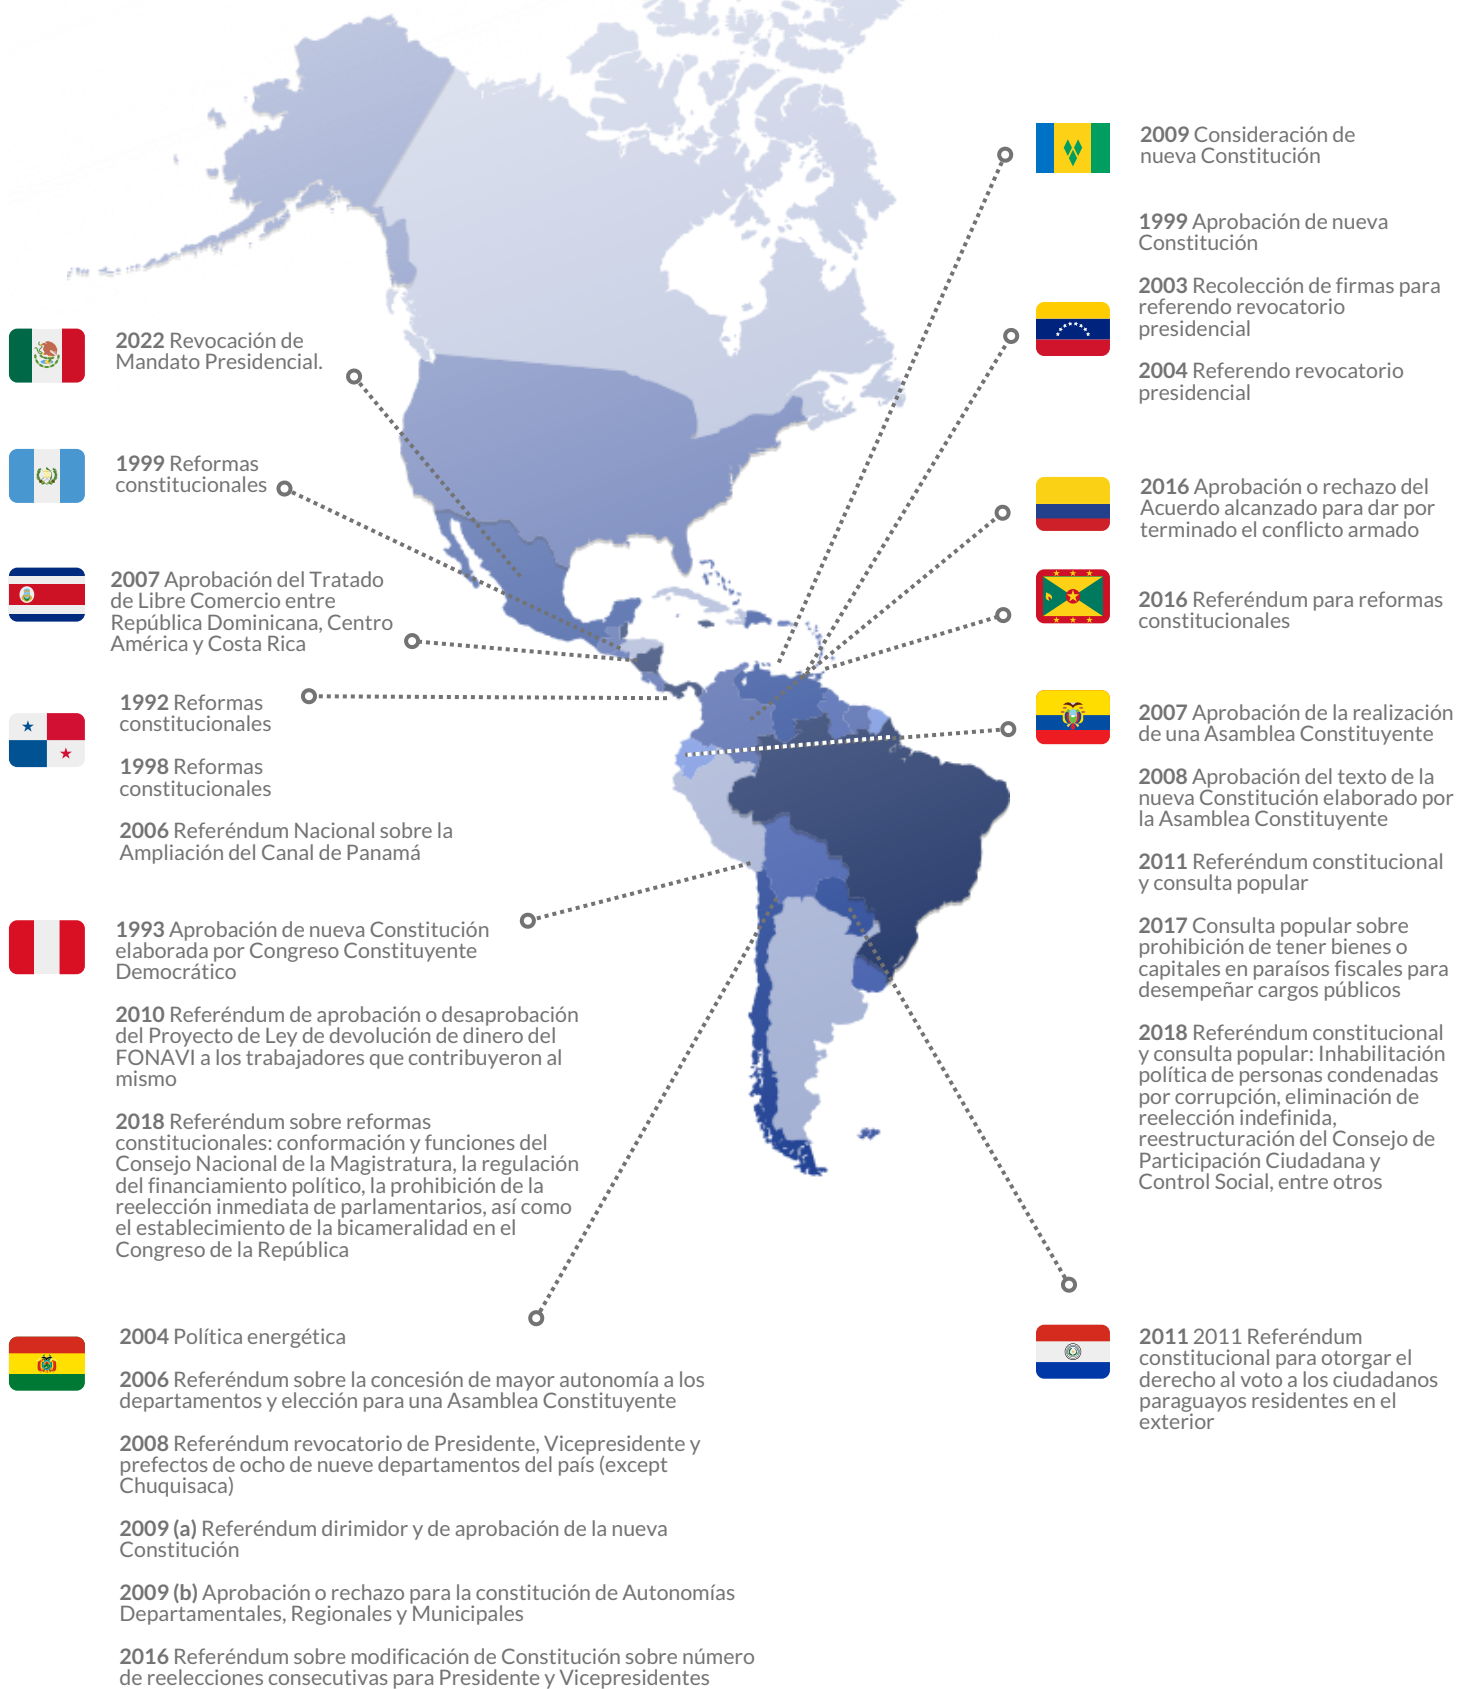 2022 Revocación de
Mandato Presidencial.
1999 Reformas
constitucionales
2007 Aprobación del Tratado
de Libre Comercio entre
República Dominicana, Centro
América y Costa Rica
1992 Reformas
constitucionales
1998 Reformas
constitucionales
2006 Referéndum Nacional sobre la
Ampliación del Canal de Panamá
1993 Aprobación de nueva Constitución
elaborada por Congreso Constituyente
Democrático
2010 Referéndum de aprobación o desaprobación
del Proyecto de Ley de devolución de dinero del
FONAVI a los trabajadores que contribuyeron al
mismo
2018 Referéndum sobre reformas
constitucionales: conformación y funciones del
Consejo Nacional de la Magistratura, la regulación
del financiamiento político, la prohibición de la
reelección inmediata de parlamentarios, así como
el establecimiento de la bicameralidad en el
Congreso de la República
2004 Política energética
2006 Referéndum sobre la concesión de mayor autonomía a los
departamentos y elección para una Asamblea Constituyente
2008 Referéndum revocatorio de Presidente, Vicepresidente y
prefectos de ocho de nueve departamentos del país (except
Chuquisaca)
2009 (a) Referéndum dirimidor y de aprobación de la nueva
Constitución
2009 (b) Aprobación o rechazo para la constitución de Autonomías
Departamentales, Regionales y Municipales
2016 Referéndum sobre modificación de Constitución sobre número
de reelecciones consecutivas para Presidente y Vicepresidentes
2009 Consideración de
nueva Constitución
1999 Aprobación de nueva
Constitución
2003 Recolección de firmas para
referendo revocatorio
presidencial
2004 Referendo revocatorio
presidencial
2016 Aprobación o rechazo del
Acuerdo alcanzado para dar por
terminado el conflicto armado
2016 Referéndum para reformas
constitucionales
2007 Aprobación de la realización
de una Asamblea Constituyente
2008 Aprobación del texto de la
nueva Constitución elaborado por
la Asamblea Constituyente
2011 Referéndum constitucional
y consulta popular
2017 Consulta popular sobre
prohibición de tener bienes o
capitales en paraísos fiscales para
desempeñar cargos públicos
2018 Referéndum constitucional
y consulta popular: Inhabilitación
política de personas condenadas
por corrupción, eliminación de
reelección indefinida,
reestructuración del Consejo de
Participación Ciudadana y
Control Social, entre otros
2011 2011 Referéndum
constitucional para otorgar el
derecho al voto a los ciudadanos
paraguayos residentes en el
exterior